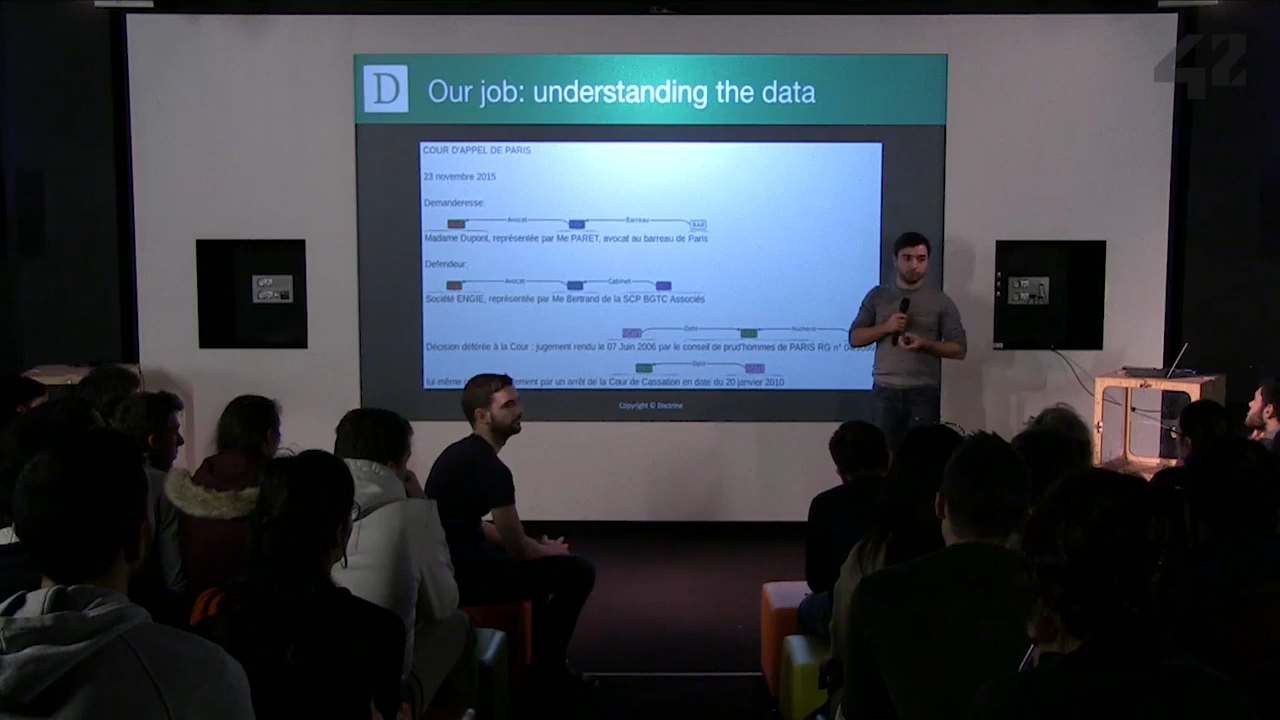 42
D
Our job: understanding the data
COUR D'APPEL DE PARIS
23 novembre 2015
Demanderesse:
Avocat Barreau BAR
Madame Dupont, représentée par Me PARET, avocat au barreau de Paris
Defendeur:
Avocat Cabinet
Société ENGIE, représentée par Me Bertrand de la SCP BGTC Associés
Date Numéro
Décision déférée à la Cour : jugement rendu le 07 Juin 2006 par le conseil de prud'hommes de PARIS RG n°
Date DATE
lui-même par un arrêt de la Cour de Cassation en date du 20 janvier 2010
Copyright © Doctrine